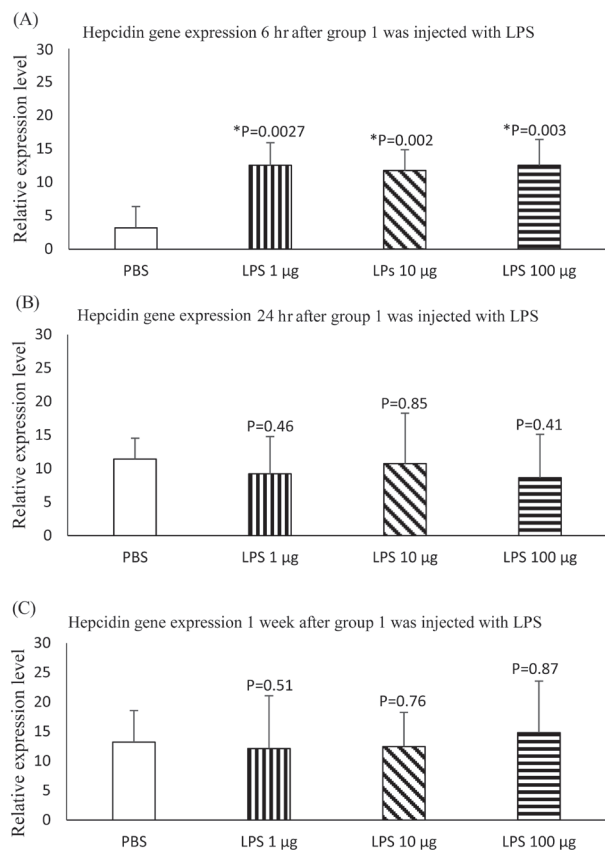 (A)
Hepcidin gene expression 6 hr after group 1 was injected with LPS
Relative expression level
30
25
20
15
10
5
0
*P=0.0027
*P=0.002
*P=0.003
PBS
LPS 1 µg
LPs 10 µg
LPS 100 µg
(B)
Hepcidin gene expression 24 hr after group 1 was injected with LPS
Relative expression level
30
25
20
15
10
5
0
P=0.46
P=0.85
P=0.41
PBS
LPS 1 µg
LPS 10 µg
LPS 100 µg
(C)
Hepcidin gene expression 1 week after group 1 was injected with LPS
Relative expression level
30
25
20
15
10
5
0
P=0.51
P=0.76
P=0.87
PBS
LPS 1 µg
LPS 10 µg
LPS 100 µg